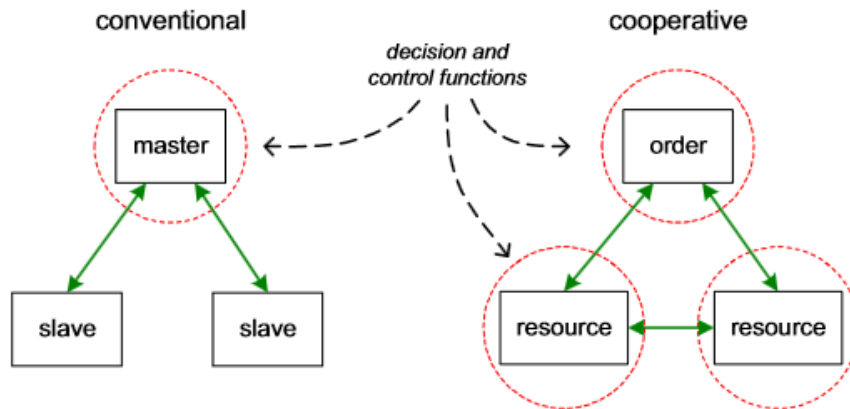 conventional
cooperative
decision and
control functions
master
order
slave
slave
resource
resource